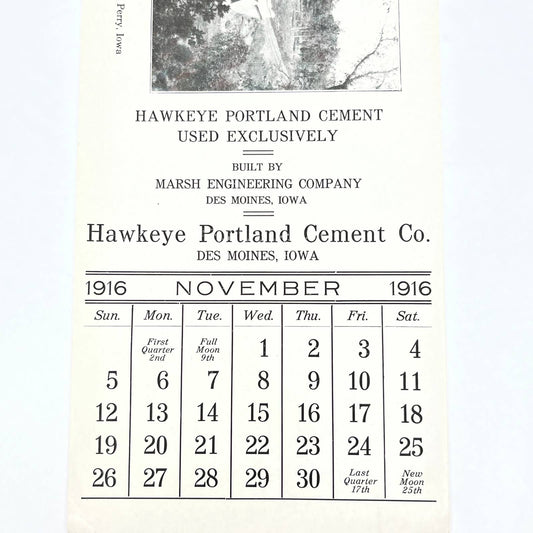 Perry, Iowa
HAWKEYE PORTLAND CEMENT
USED EXCLUSIVELY
BUILT BY
MARSH ENGINEERING COMPANY
DES MOINES, IOWA
Hawkeye Portland Cement Co.
DES MOINES, IOWA
1916 NOVEMBER 1916
Sun. Mon. Tue. Wed. Thu. Fri. Sat.
First Quarter 2nd Full Moon 9th 1 2 3 4
5 6 7 8 9 10 11
12 13 14 15 16 17 18
19 20 21 22 23 24 25
26 27 28 29 30 Last Quarter 17th New Moon 25th